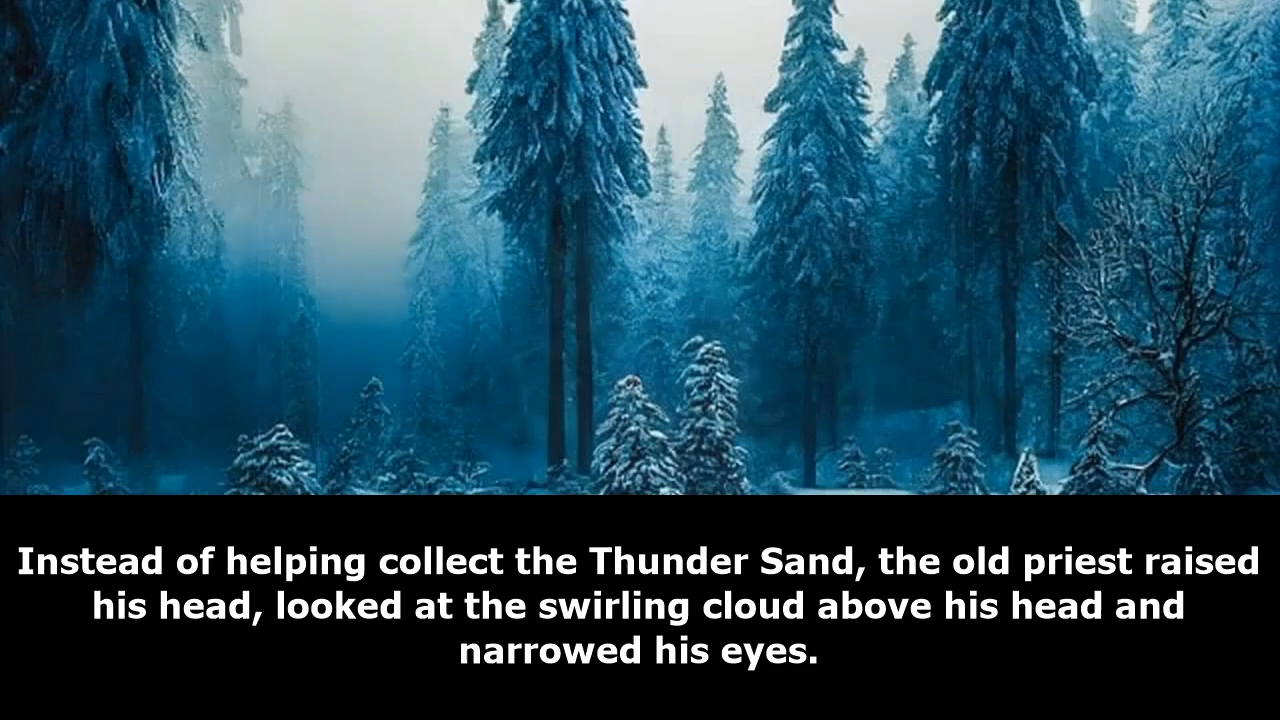 Instead of helping collect the Thunder Sand, the old priest raised
his head, looked at the swirling cloud above his head and
narrowed his eyes.